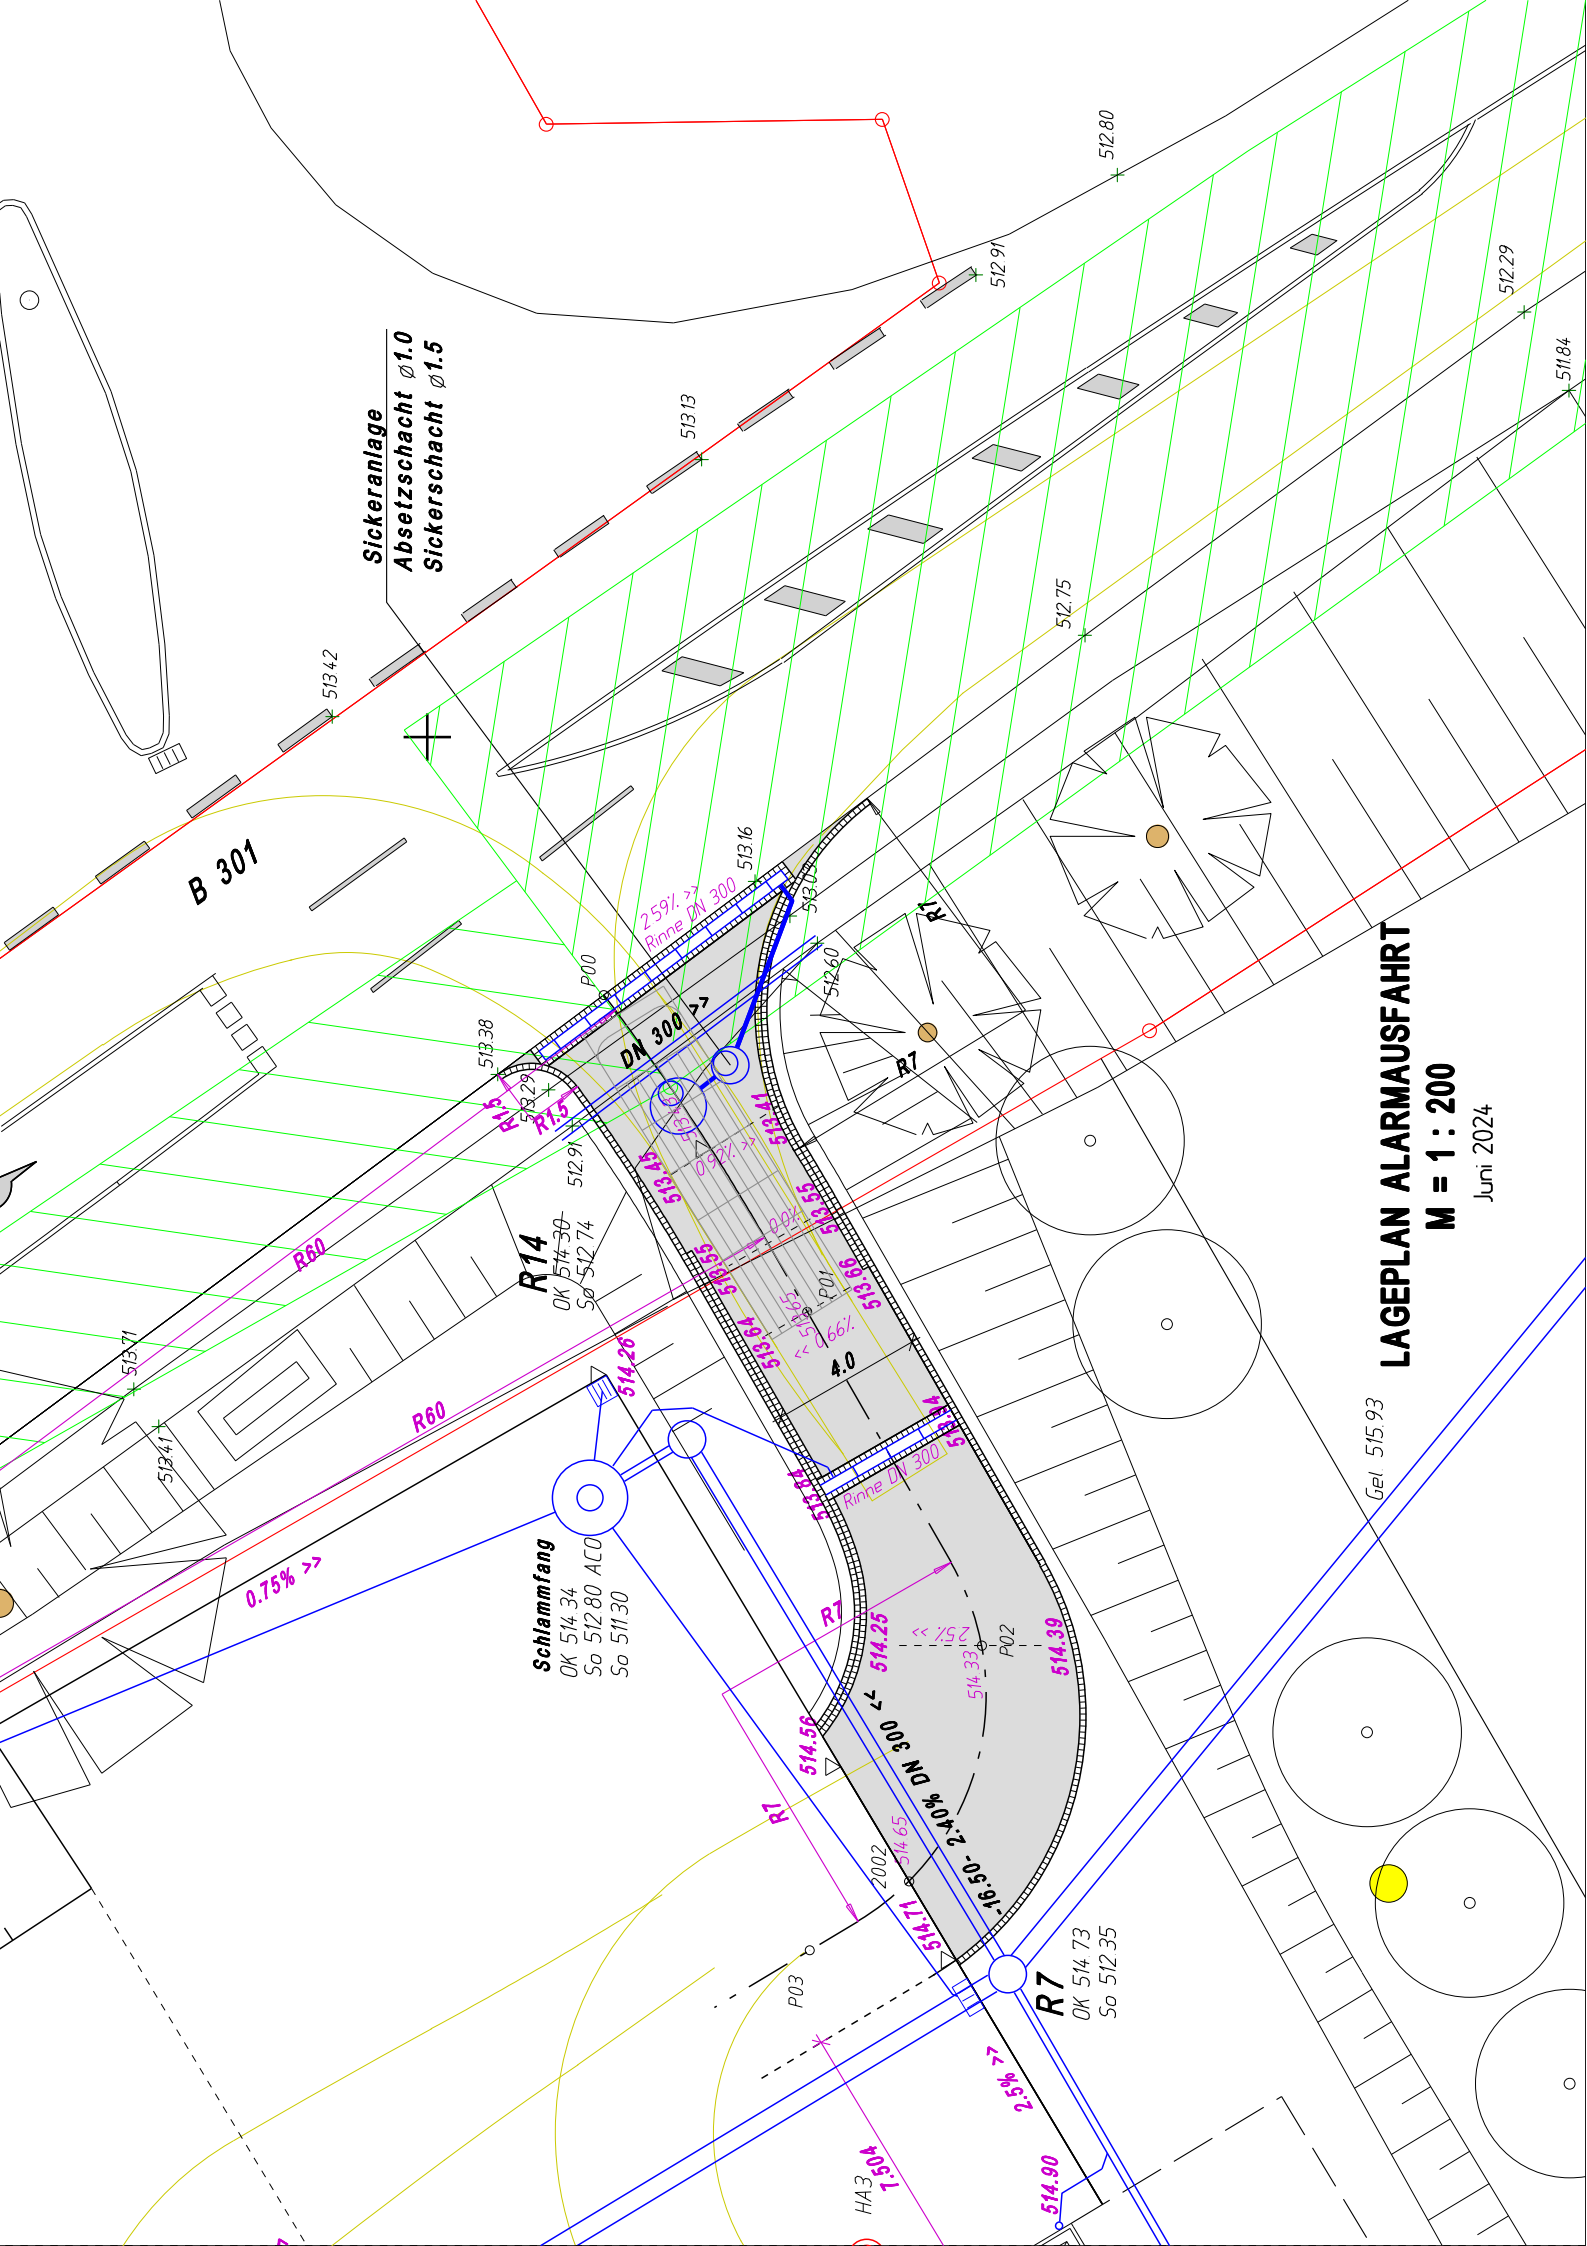 512.80
512.91
512.29
511.84
513.13
513.42
Sickeranlage
Absetzschacht ø1.0
Sickerschacht ø1.5
512.75
B 301
513.16
2.59% >>
Rinne DN 300
513.03
R7
512.60
P00
513.38
513.29
R1.5
R1.5
DN 300 >>
R7
512.91
513.41
513.45
0.92% <<
R60
R14
OK 514.30
So 512.74
513.55
0.0%
513.55
513.66
P01
513.65
0.66% >>
513.64
4.0
513.71
513.41
514.26
R60
513.94
Rinne DN 300
513.84
0.75% >>
Schlammfang
OK 514.34
So 512.80 ACO
So 511.30
R7
514.25
2.5% >>
514.33
P02
514.39
514.56
R7
-16.50- 2.40% DN 300 <<
514.65
2002
514.71
P03
R7
OK 514.73
So 512.35
2.5% >>
7.504
HA3
514.90
Gel. 515.93
LAGEPLAN ALARMAUSFAHRT
M = 1 : 200
Juni 2024